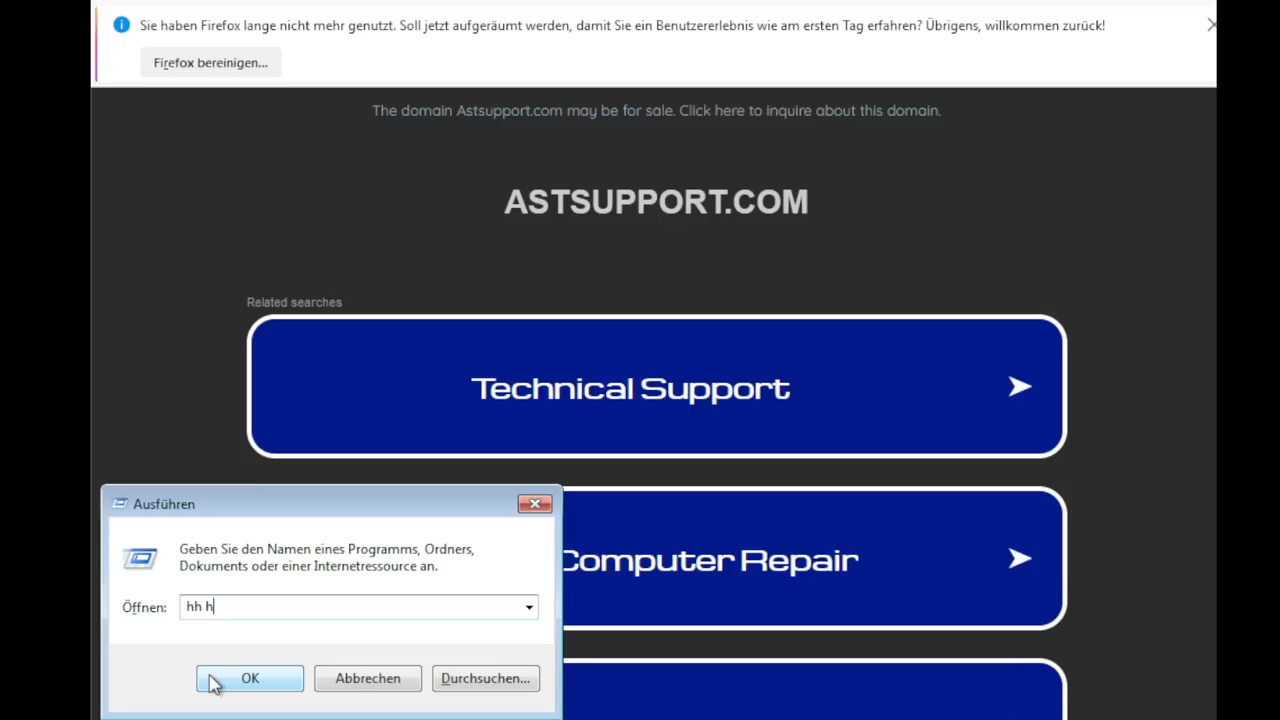 Sie haben Firefox lange nicht mehr genutzt. Soll jetzt aufgeräumt werden, damit Sie ein Benutzererlebnis wie am ersten Tag erfahren? Übrigens, willkommen zurück!
Firefox bereinigen...
The domain Astsupport.com may be for sale. Click here to inquire about this domain.
ASTSUPPORT.COM
Related searches
Technical Support
Computer Repair
Ausführen
Geben Sie den Namen eines Programms, Ordners,
Dokuments oder einer Internetressource an.
Öffnen: hh h
OK Abbrechen Durchsuchen...